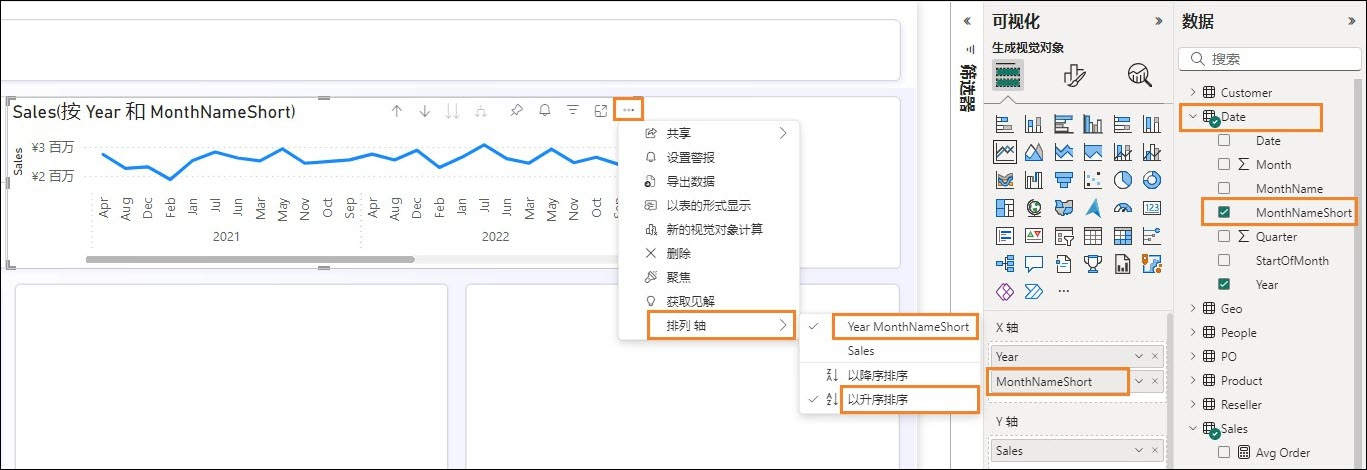 Sales(按 Year 和 MonthNameShort)
Sales
¥3 百万
¥2 百万
Apr
Aug
Dec
Feb
Jan
Jul
Jun
Mar
May
Nov
Oct
Sep
Apr
Aug
Dec
Feb
Jan
Jul
Jun
Mar
May
Nov
Oct
Sep
2021
2022
共享
设置警报
导出数据
以表的形式显示
新的视觉对象计算
删除
聚焦
获取见解
排列 轴
Year MonthNameShort
Sales
以降序排序
以升序排序
筛选器
可视化
生成视觉对象
123
X 轴
Year
MonthNameShort
Y 轴
Sales
数据
搜索
Customer
Date
Date
Month
MonthName
MonthNameShort
Quarter
StartOfMonth
Year
Geo
People
PO
Product
Reseller
Sales
Avg Order